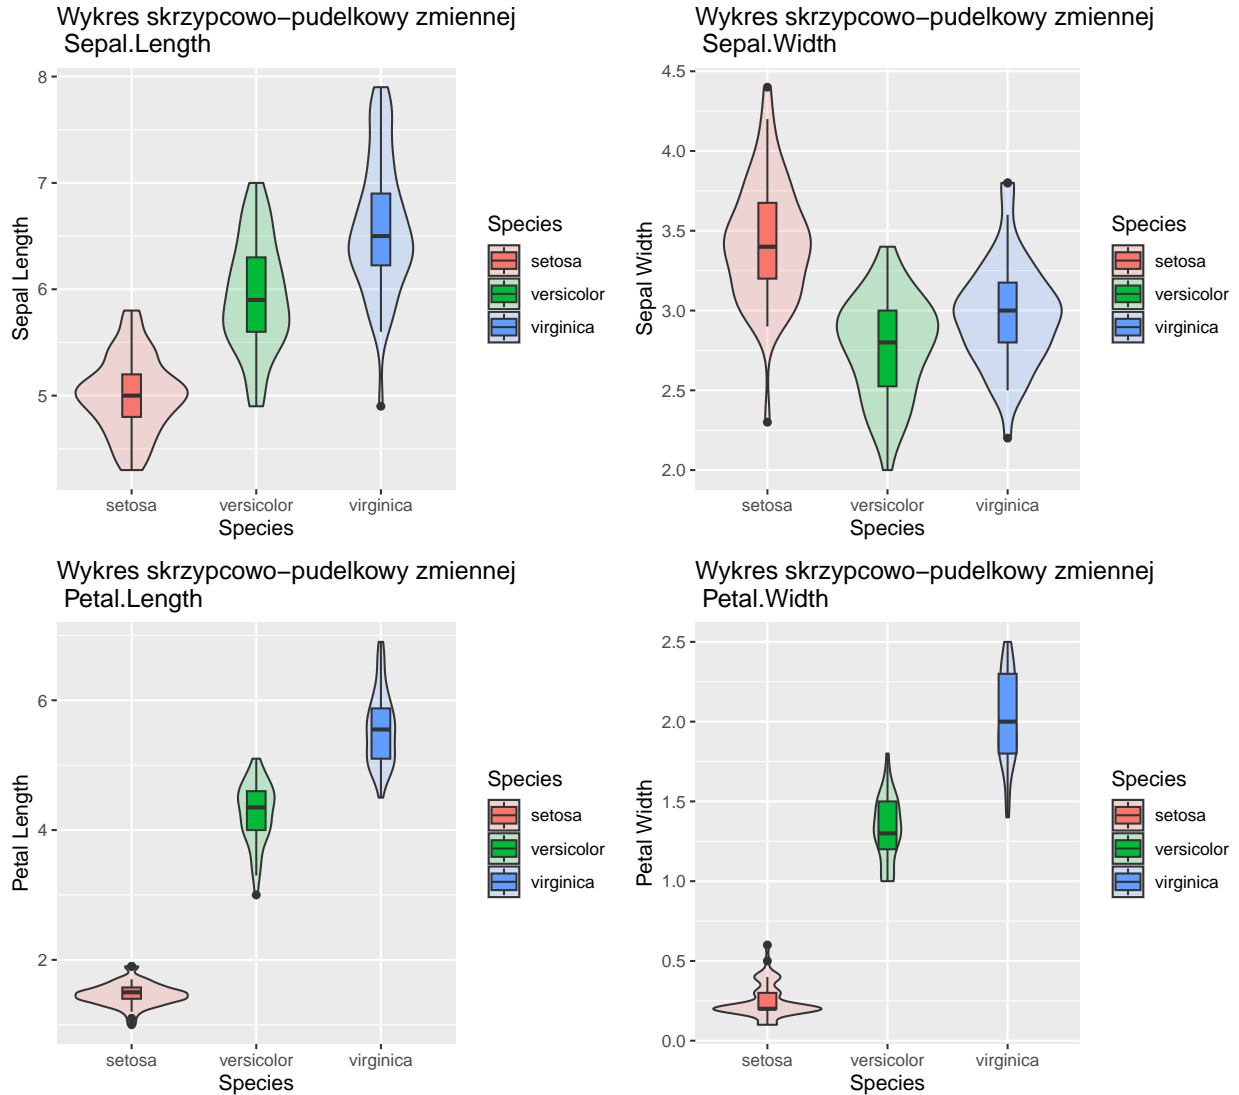 Wykres skrzypcowo−pudelkowy zmiennej
Sepal.Length
8
7
6
5
Sepal Length
setosa
versicolor
virginica
Species
Species
setosa
versicolor
virginica
Wykres skrzypcowo−pudelkowy zmiennej
Sepal.Width
4.5
4.0
3.5
3.0
2.5
2.0
Sepal Width
setosa
versicolor
virginica
Species
Species
setosa
versicolor
virginica
Wykres skrzypcowo−pudelkowy zmiennej
Petal.Length
6
4
2
Petal Length
setosa
versicolor
virginica
Species
Species
setosa
versicolor
virginica
Wykres skrzypcowo−pudelkowy zmiennej
Petal.Width
2.5
2.0
1.5
1.0
0.5
0.0
Petal Width
setosa
versicolor
virginica
Species
Species
setosa
versicolor
virginica